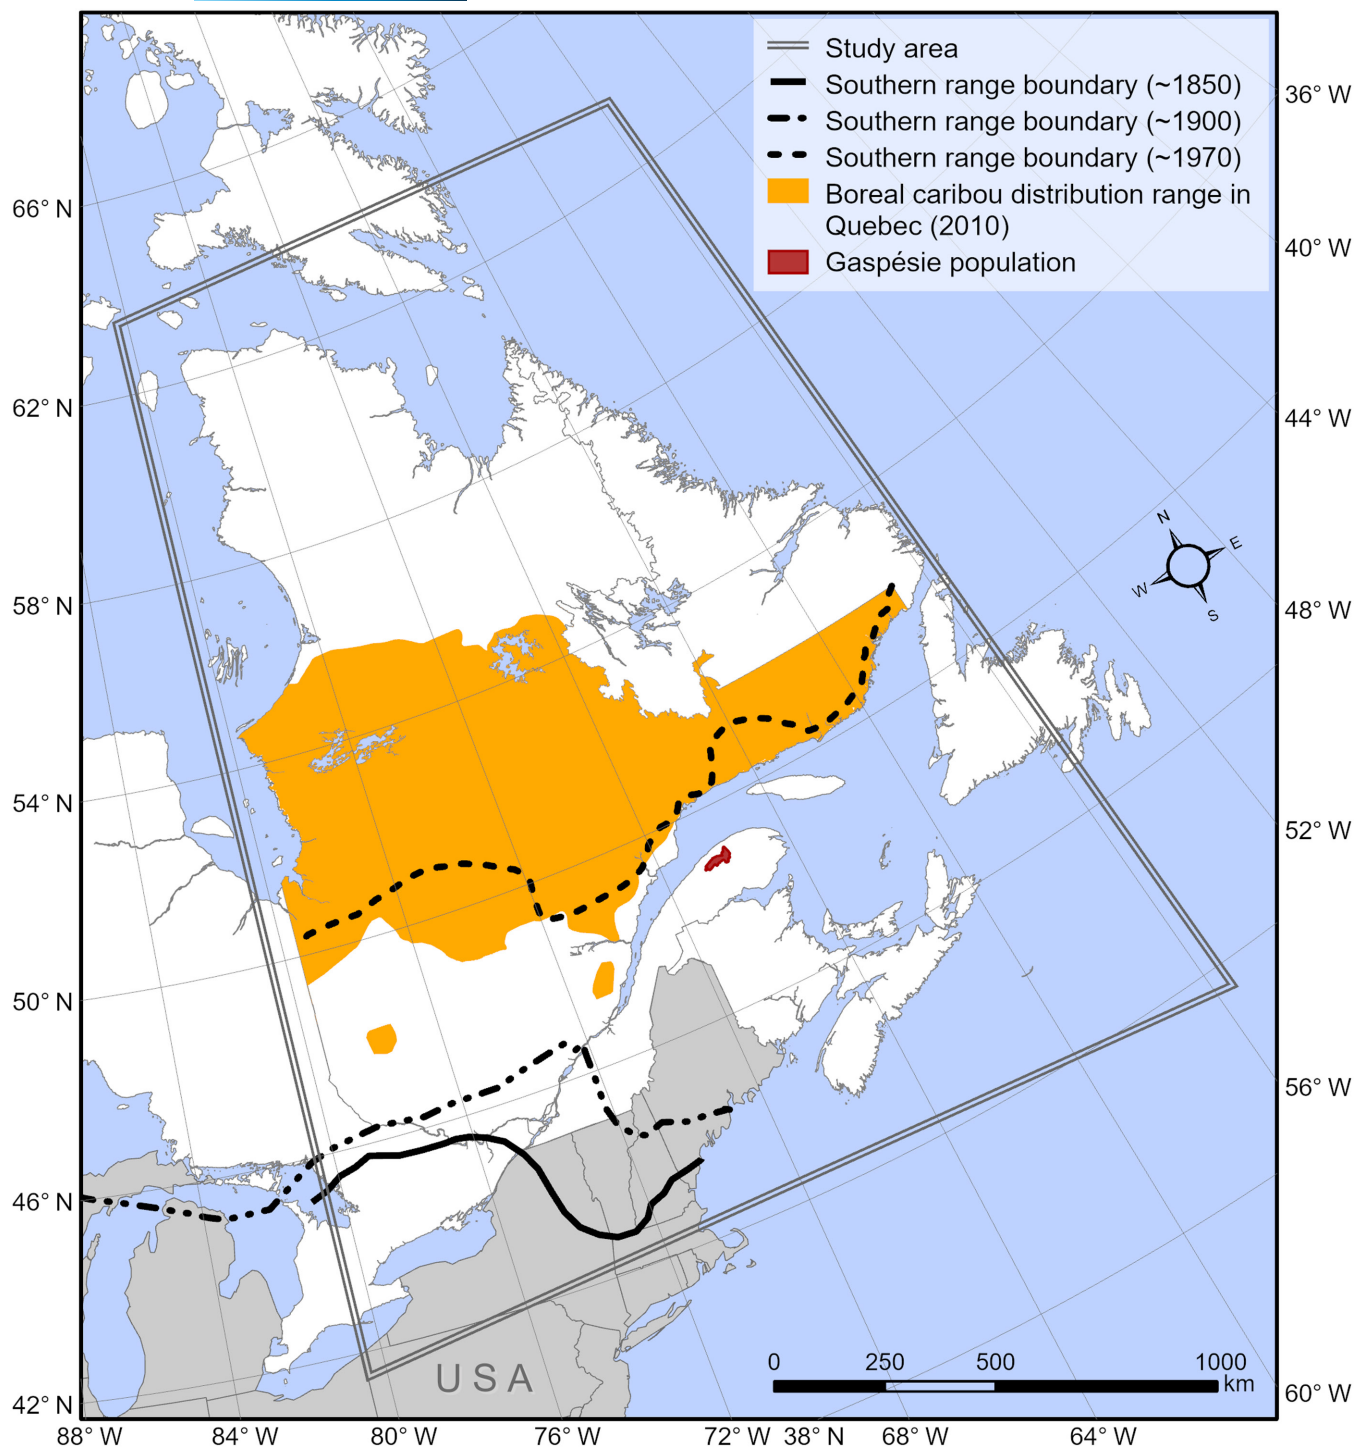 Study area
Southern range boundary (~1850)
Southern range boundary (~1900)
Southern range boundary (~1970)
Boreal caribou distribution range in
Quebec (2010)
Gaspésie population
36° W
40° W
44° W
48° W
52° W
56° W
60° W
66° N
62° N
58° N
54° N
50° N
46° N
42° N
N
E
W
S
USA
0 250 500 1000
km
88° W 84° W 80° W 76° W 72° W 38° N 68° W 64° W